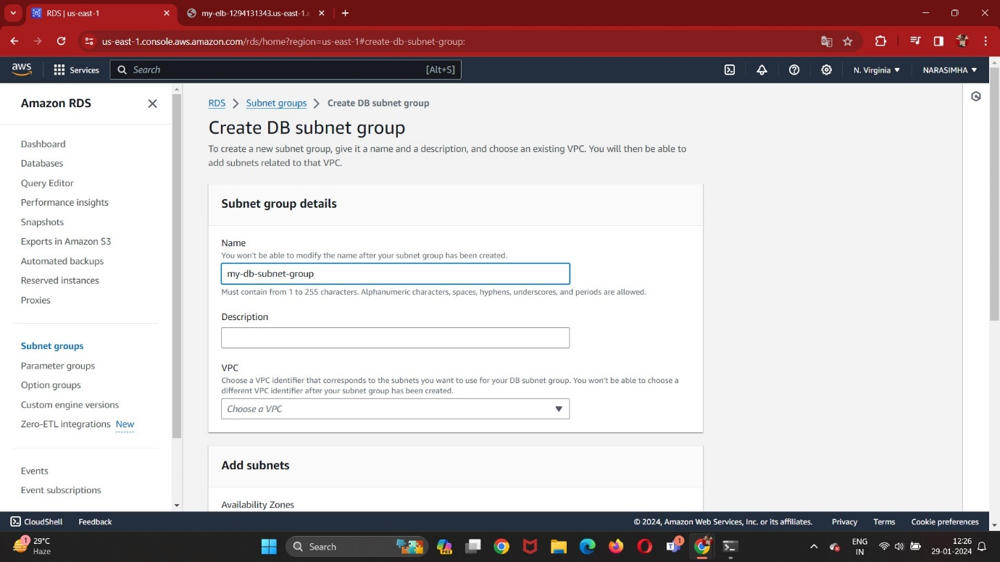 RDS | us-east-1
my-elb-1294131343.us-east-1.e
us-east-1.console.aws.amazon.com/rds/home?region=us-east-1#create-db-subnet-group:
aws
Services
Search
[Alt+S]
N. Virginia
NARASIMHA
Amazon RDS
Dashboard
Databases
Query Editor
Performance insights
Snapshots
Exports in Amazon S3
Automated backups
Reserved instances
Proxies
Subnet groups
Parameter groups
Option groups
Custom engine versions
Zero-ETL integrations New
Events
Event subscriptions
RDS
Subnet groups
Create DB subnet group
Create DB subnet group
To create a new subnet group, give it a name and a description, and choose an existing VPC. You will then be able to
add subnets related to that VPC.
Subnet group details
Name
You won't be able to modify the name after your subnet group has been created.
my-db-subnet-group
Must contain from 1 to 255 characters. Alphanumeric characters, spaces, hyphens, underscores, and periods are allowed.
Description
VPC
Choose a VPC identifier that corresponds to the subnets you want to use for your DB subnet group. You won't be able to choose a
different VPC identifier after your subnet group has been created.
Choose a VPC
Add subnets
Availability Zones
CloudShell
Feedback
© 2024, Amazon Web Services, Inc. or its affiliates.
Privacy
Terms
Cookie preferences
1
29°C
Haze
Search
PRE
1
ENG
IN
12:26
29-01-2024